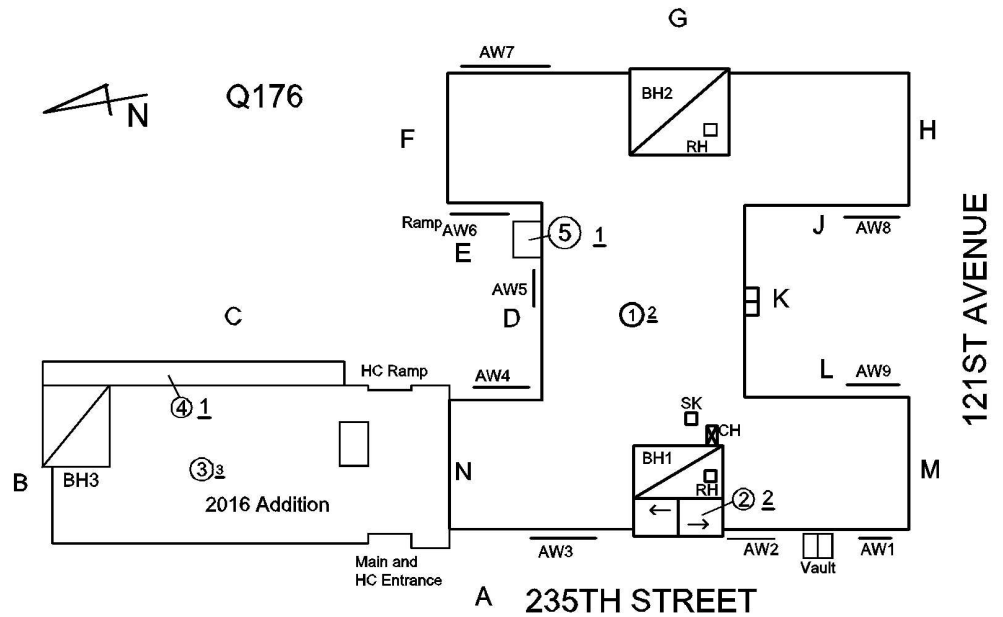 G
AW7
N
Q176
BH2
RH
F
H
Ramp
AW6
E
5 1
J
AW8
121ST AVENUE
AW5
D
1 2
K
C
HC Ramp
AW4
L
AW9
4 1
SK
CH
B
BH3
3 3
2016 Addition
N
BH1
RH
2 2
M
← →
Main and
HC Entrance
AW3
AW2
Vault
AW1
A
235TH STREET